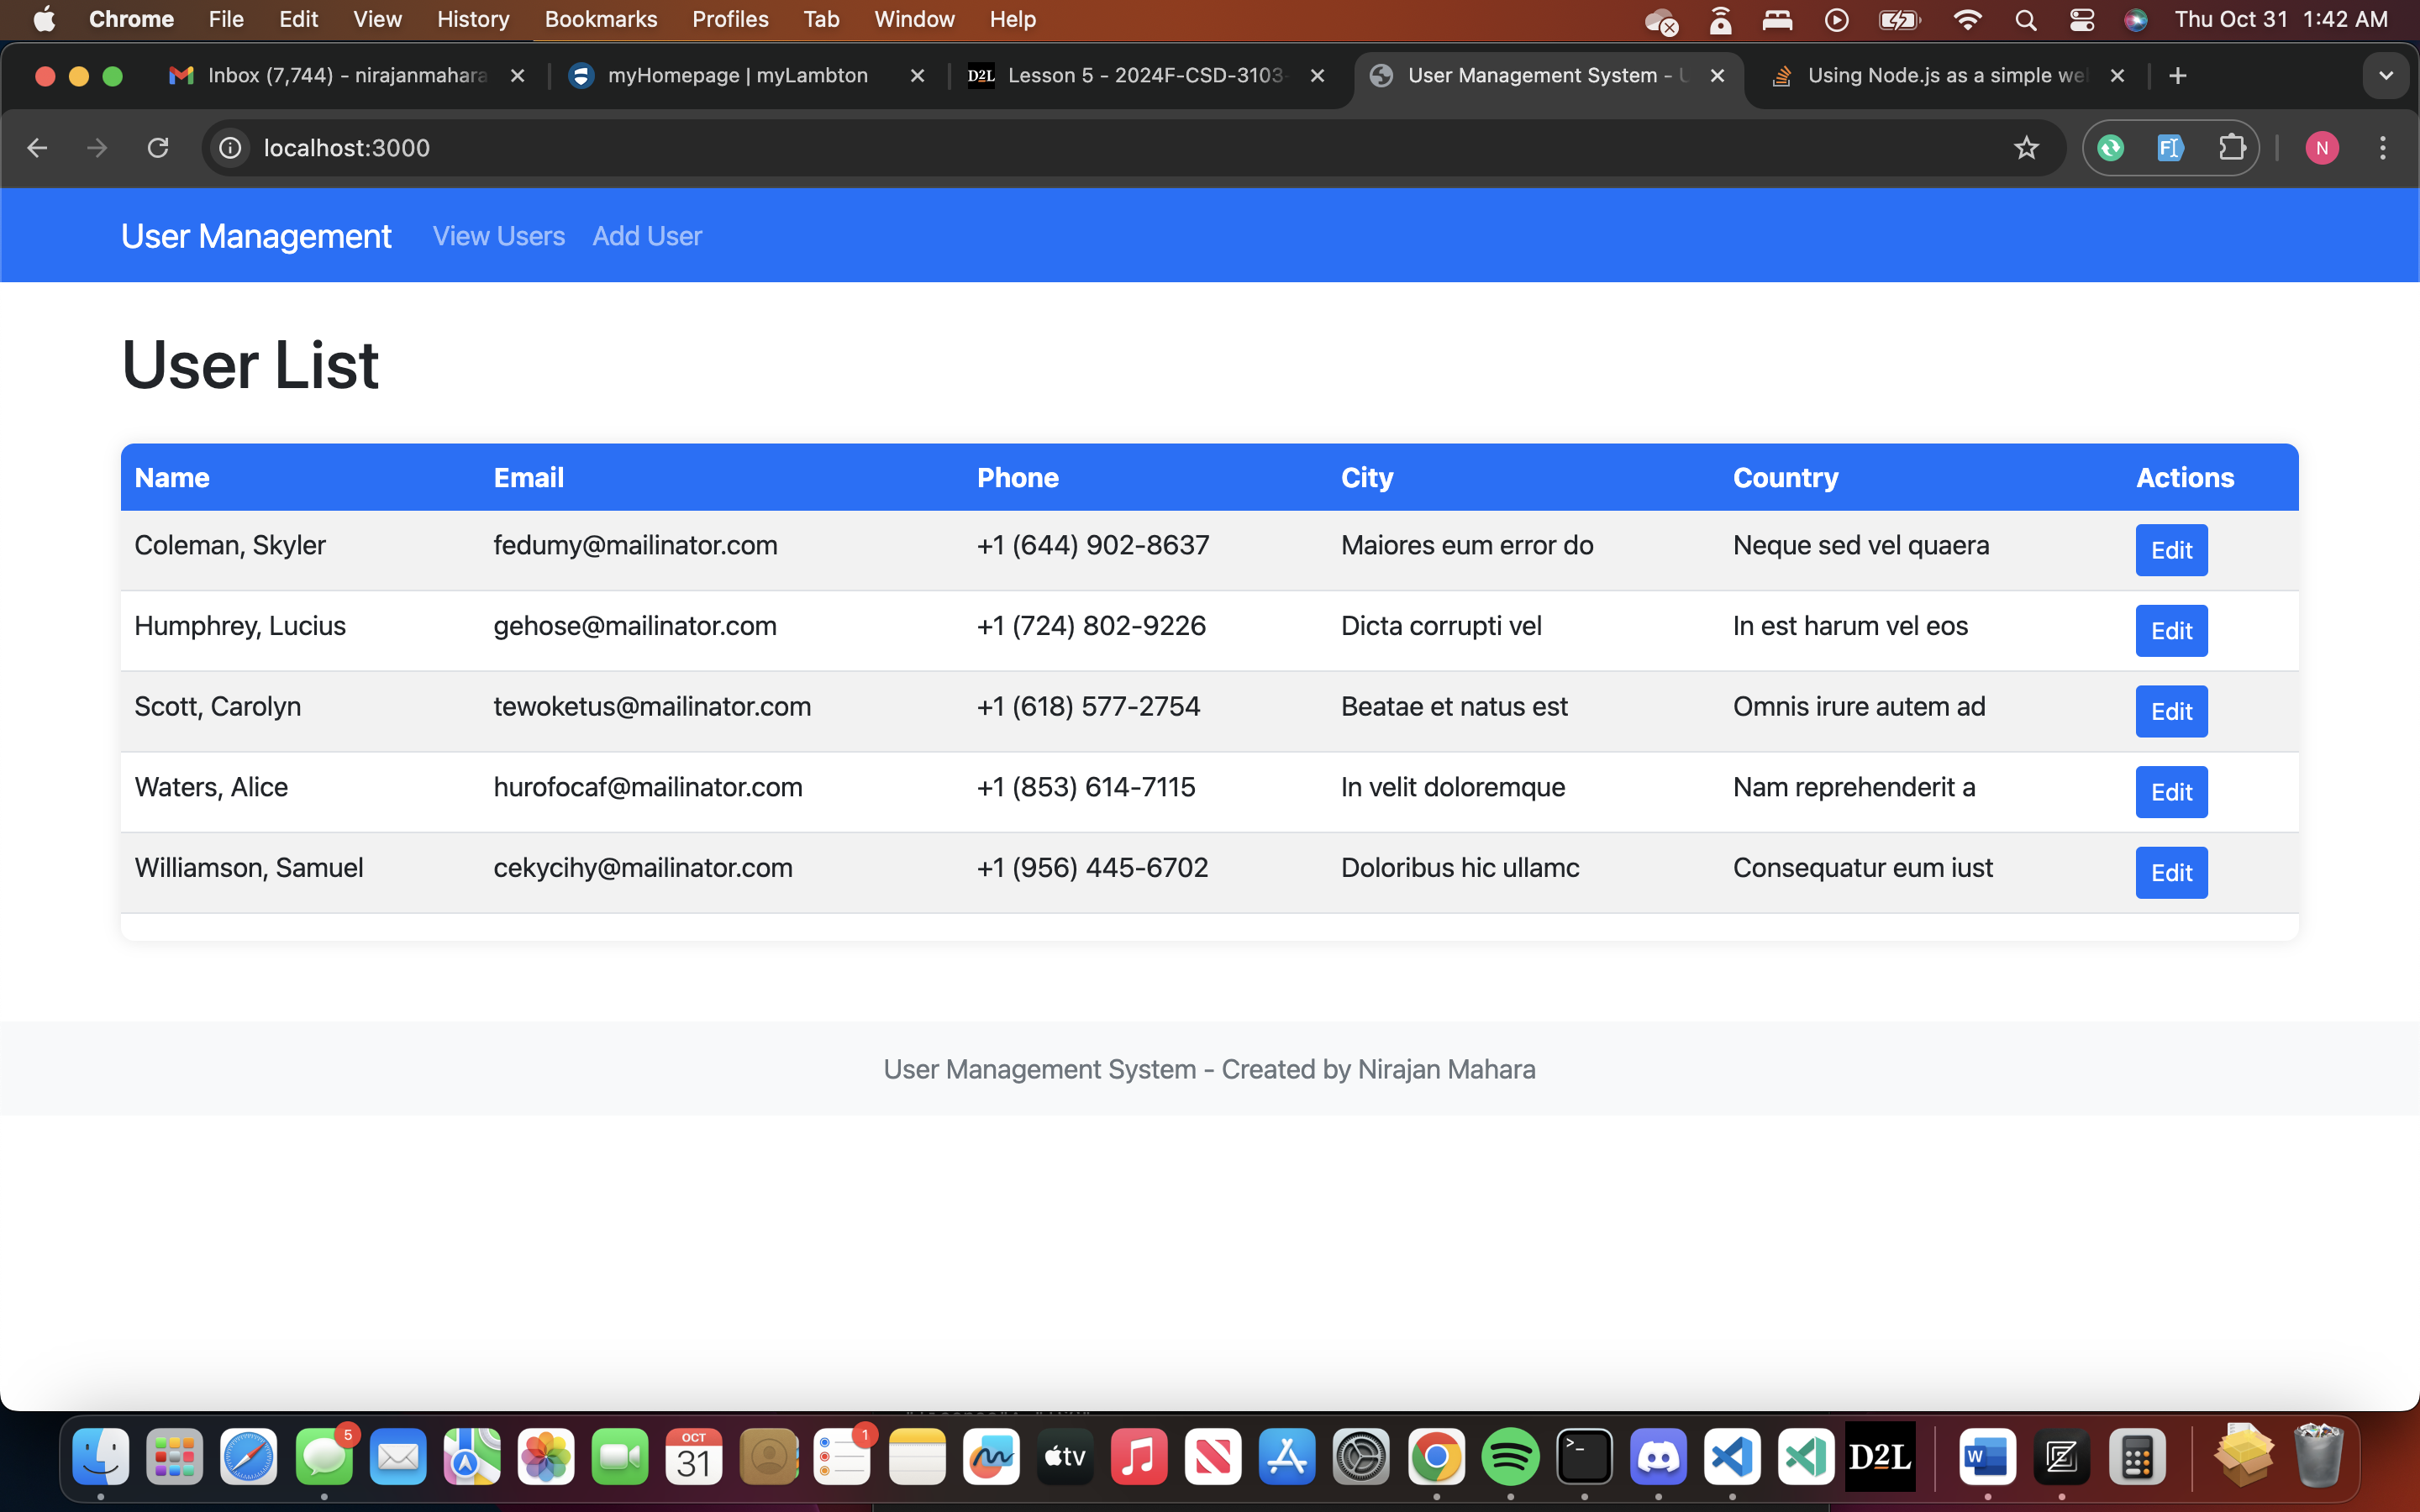 Chrome File Edit View History Bookmarks Profiles Tab Window Help Thu Oct 31 1:42 AM
Inbox (7,744) - nirajanmahara myHomepage | myLambton D2L Lesson 5 - 2024F-CSD-3103- User Management System - U Using Node.js as a simple we
localhost:3000 N
User Management View Users Add User
User List
Name Email Phone City Country Actions
Coleman, Skyler fedumy@mailinator.com +1 (644) 902-8637 Maiores eum error do Neque sed vel quaera Edit
Humphrey, Lucius gehose@mailinator.com +1 (724) 802-9226 Dicta corrupti vel In est harum vel eos Edit
Scott, Carolyn tewoketus@mailinator.com +1 (618) 577-2754 Beatae et natus est Omnis irure autem ad Edit
Waters, Alice hurofocaf@mailinator.com +1 (853) 614-7115 In velit doloremque Nam reprehenderit a Edit
Williamson, Samuel cekycihy@mailinator.com +1 (956) 445-6702 Doloribus hic ullamc Consequatur eum iust Edit
User Management System - Created by Nirajan Mahara
5 OCT 31 1 tv D2L W